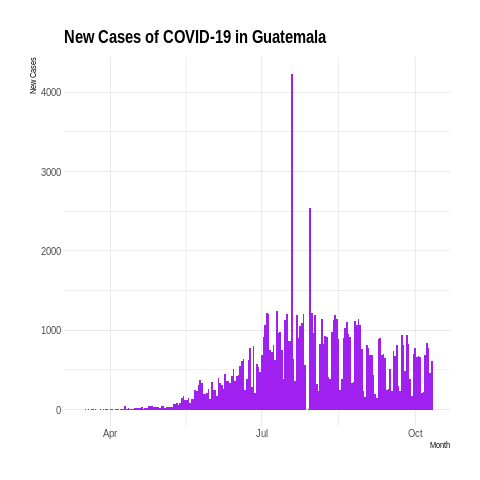 New Cases of COVID-19 in Guatemala
New Cases
4000
3000
2000
1000
0
Apr
Jul
Oct
Month